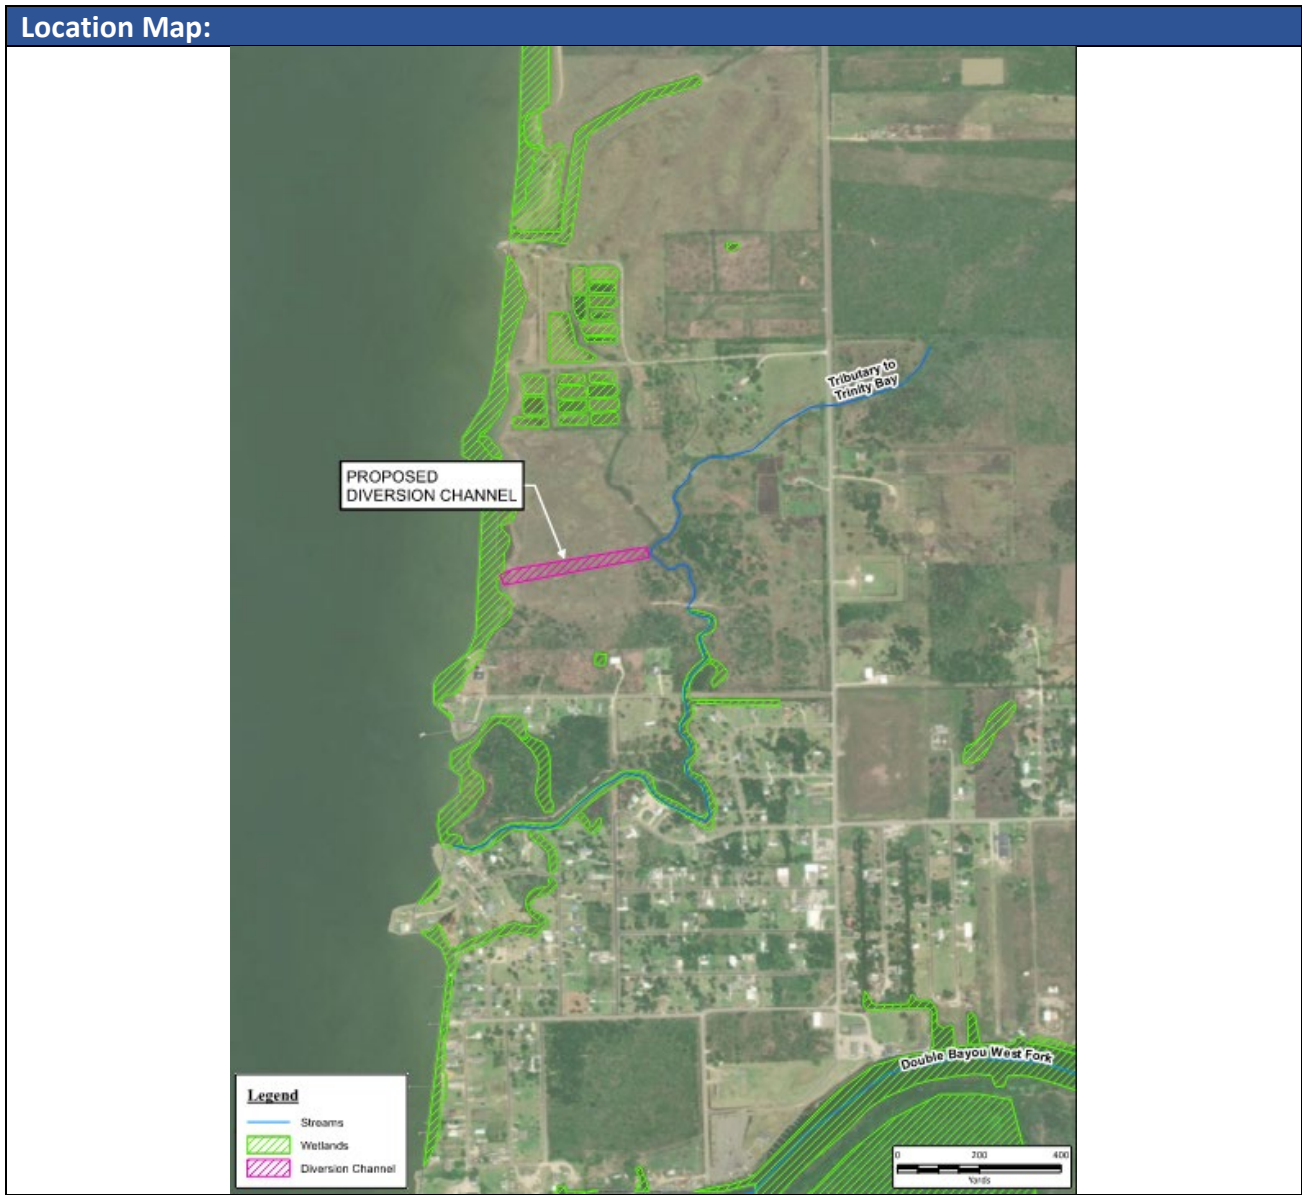 Location Map:
Tributary to
Trinity Bay
PROPOSED
DIVERSION CHANNEL
Double Bayou West Fork
Legend
Streams
Wetlands
Diversion Channel
0 200 400
Yards